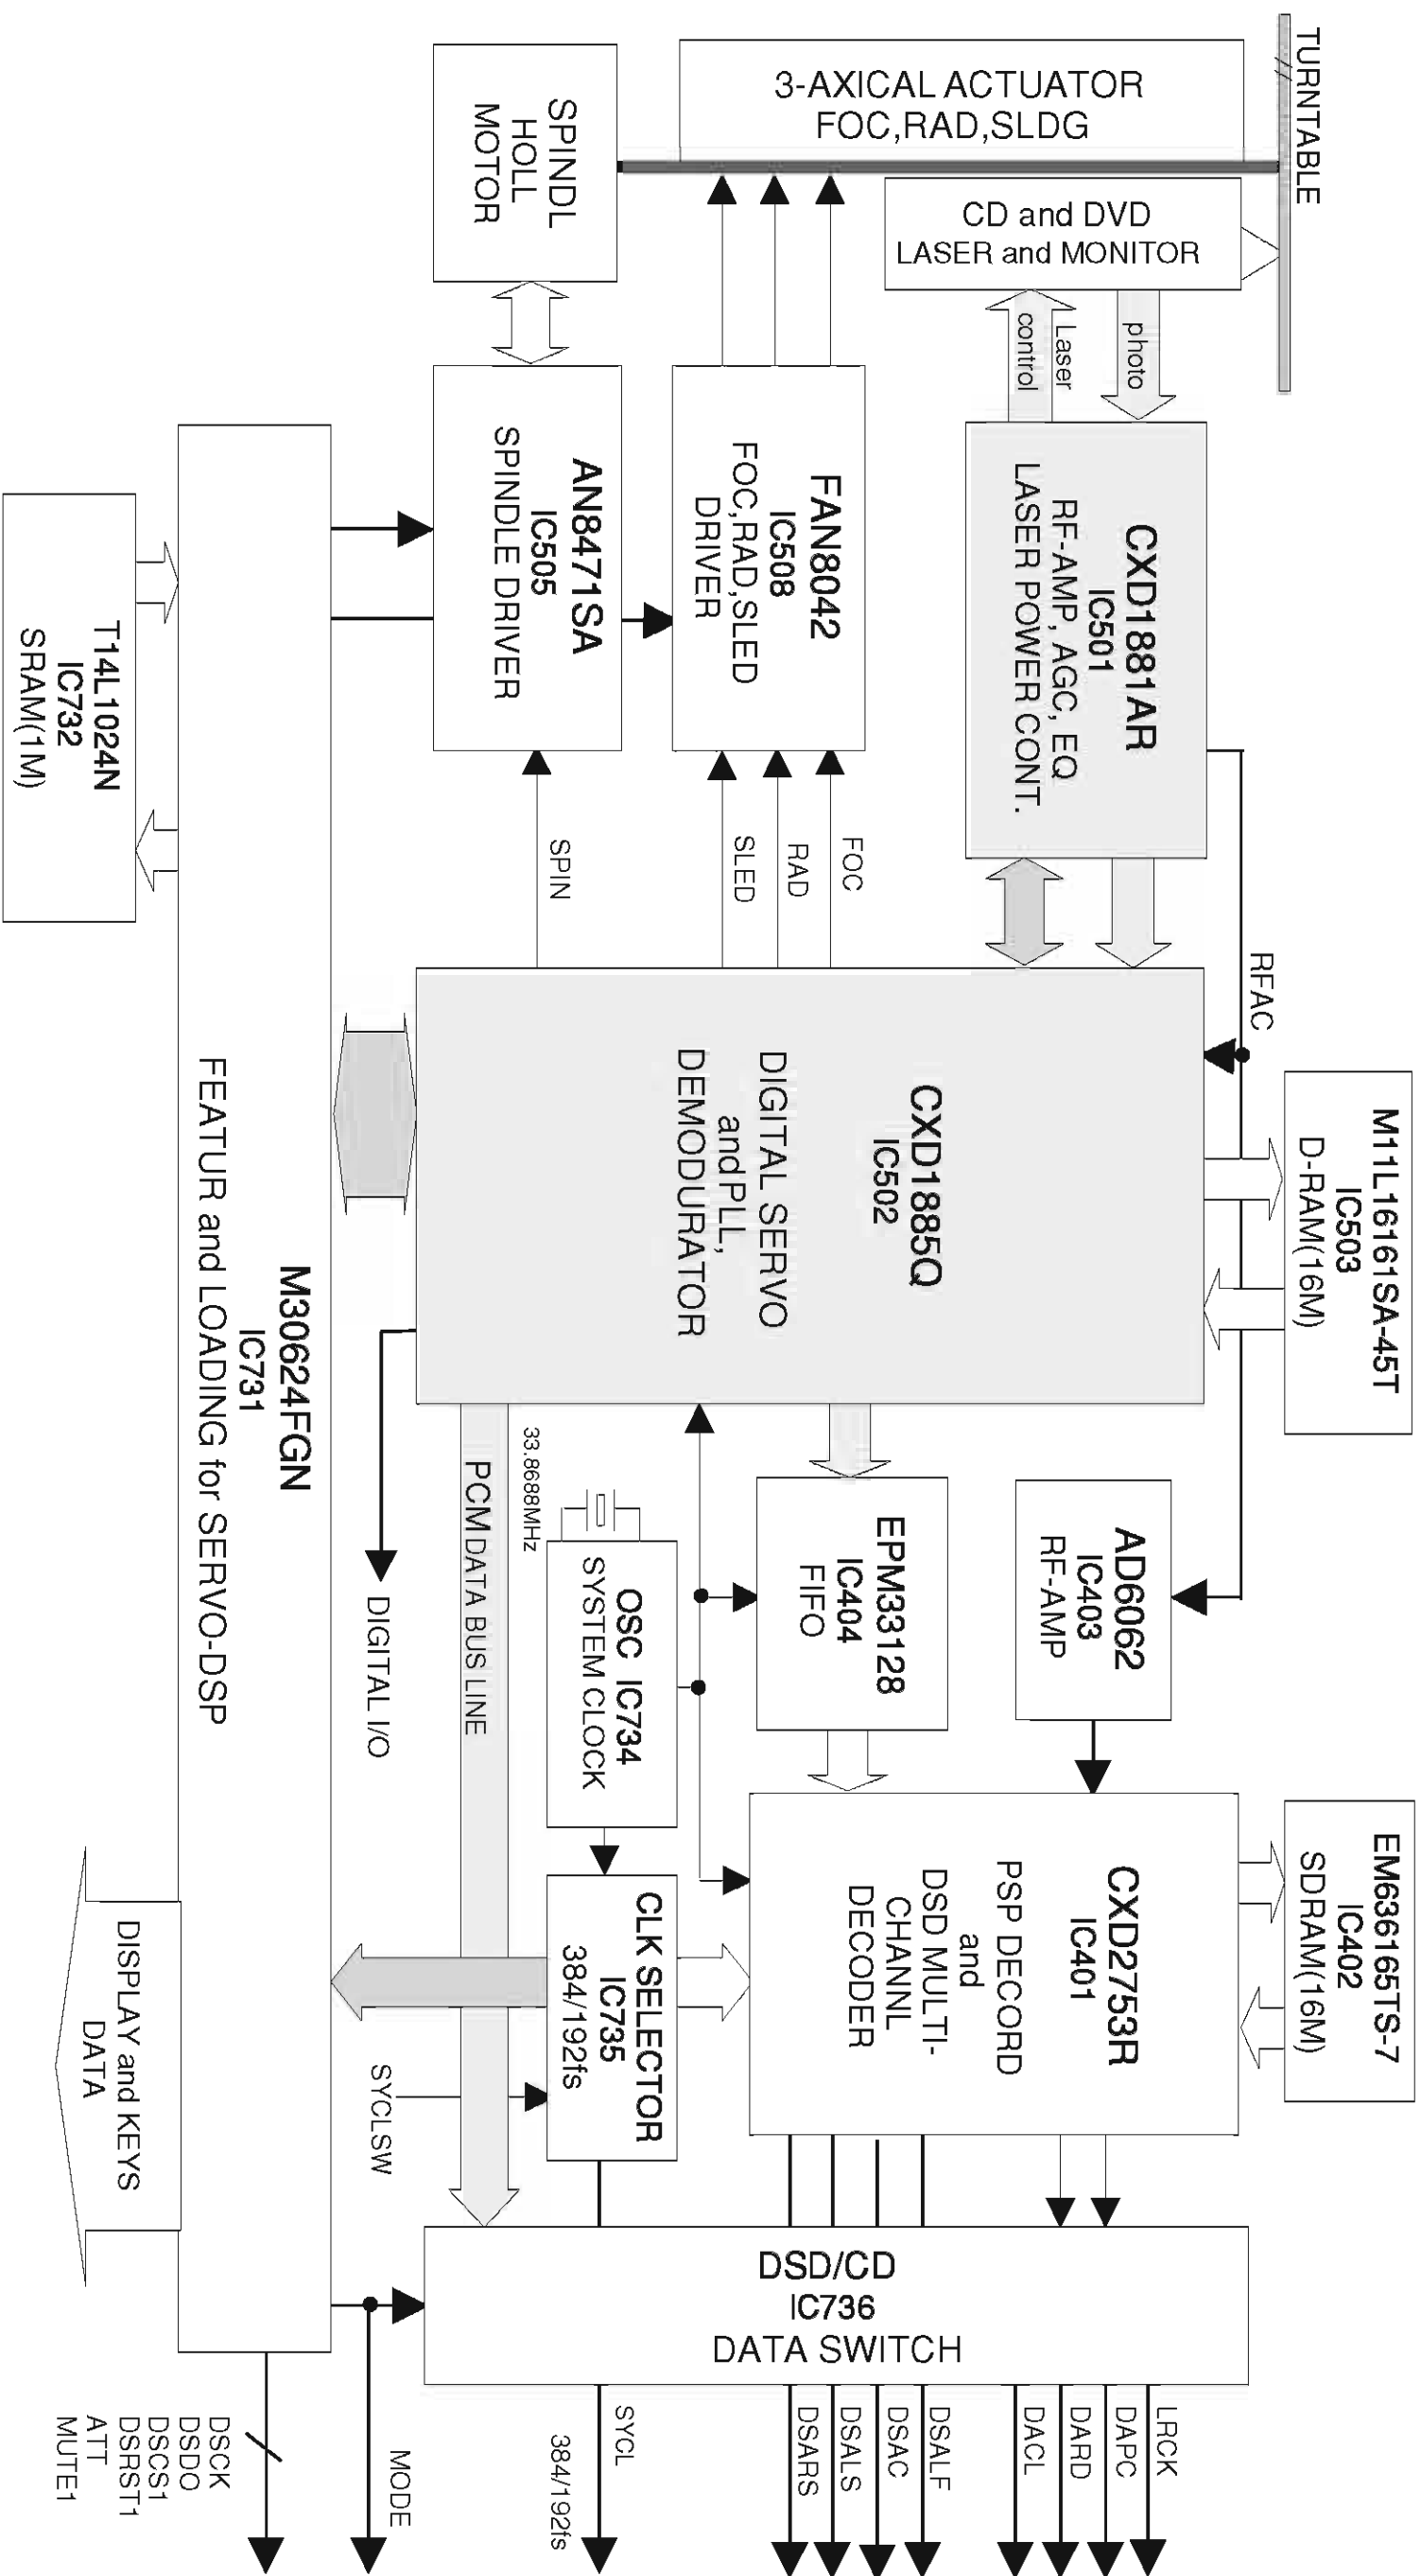 TURNTABLE
3-AXICAL ACTUATOR
FOC,RAD,SLDG
SPINDL
HOLL
MOTOR
CD and DVD
LASER and MONITOR
Laser
control
photo
CXD1881AR
IC501
RF-AMP, AGC, EQ
LASER POWER CONT.
FAN8042
IC508
FOC,RAD,SLED
DRIVER
AN8471SA
IC505
SPINDLE DRIVER
T14L1024N
IC732
SRAM(1M)
FOC
RAD
SLED
SPIN
RFAC
M11L16161SA-45T
IC503
D-RAM(16M)
CXD1885Q
IC502
DIGITAL SERVO
and PLL,
DEMODURATOR
M30624FGN
IC731
FEATUR and LOADING for SERVO-DSP
AD6062
IC403
RF-AMP
EPM33128
IC404
FIFO
33.8688MHz
OSC IC734
SYSTEM CLOCK
PCM DATA BUS LINE
DIGITAL I/O
EM636165TS-7
IC402
SDRAM(16M)
CXD2753R
IC401
PSP DECORD
and
DSD MULTI-
CHANNL
DECODER
CLK SELECTOR
IC735
384/192fs
SYCLSW
DISPLAY and KEYS
DATA
DSD/CD
IC736
DATA SWITCH
LRCK
DAPC
DARD
DACL
DSALF
DSAC
DSALS
DSARS
SYCL
384/192fs
MODE
DSCK
DSDO
DSCS1
DSRST1
ATT
MUTE1